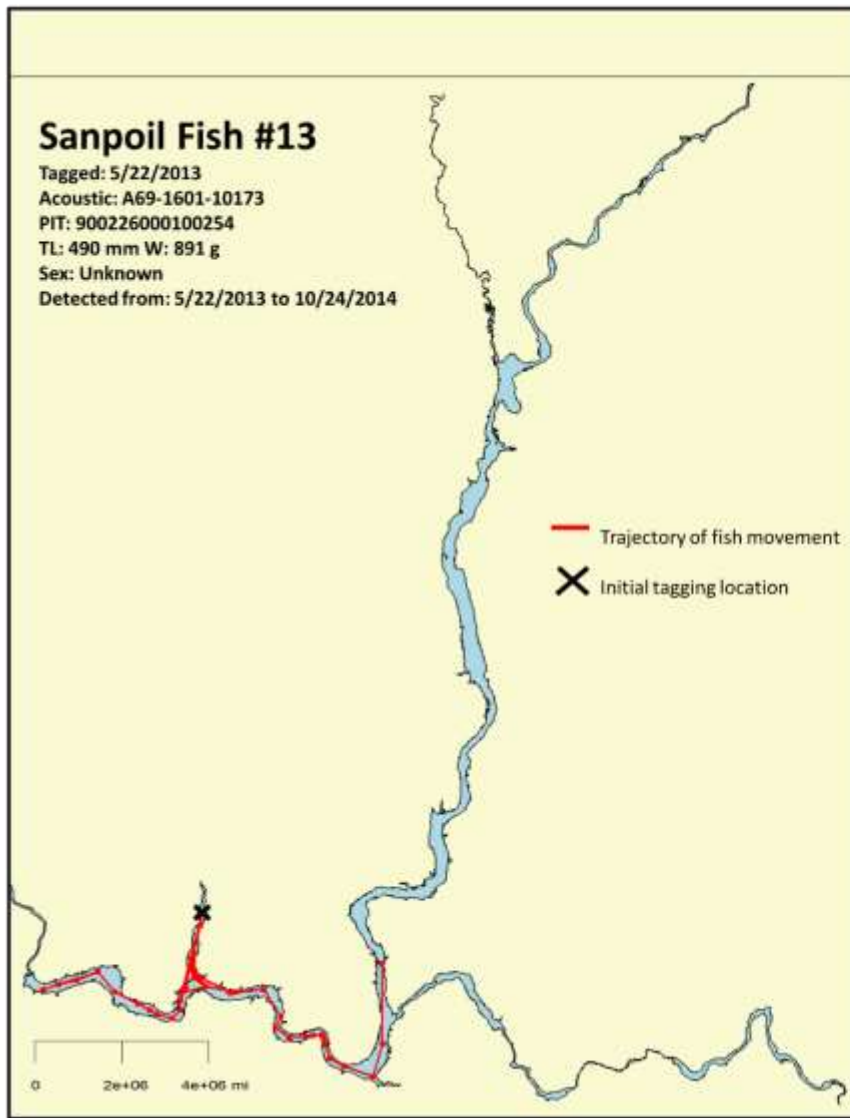 Sanpoil Fish #13
Tagged: 5/22/2013
Acoustic: A69-1601-10173
PIT: 900226000100254
TL: 490 mm W: 891 g
Sex: Unknown
Detected from: 5/22/2013 to 10/24/2014
Trajectory of fish movement
Initial tagging location
0 2e+06 4e+06 mi